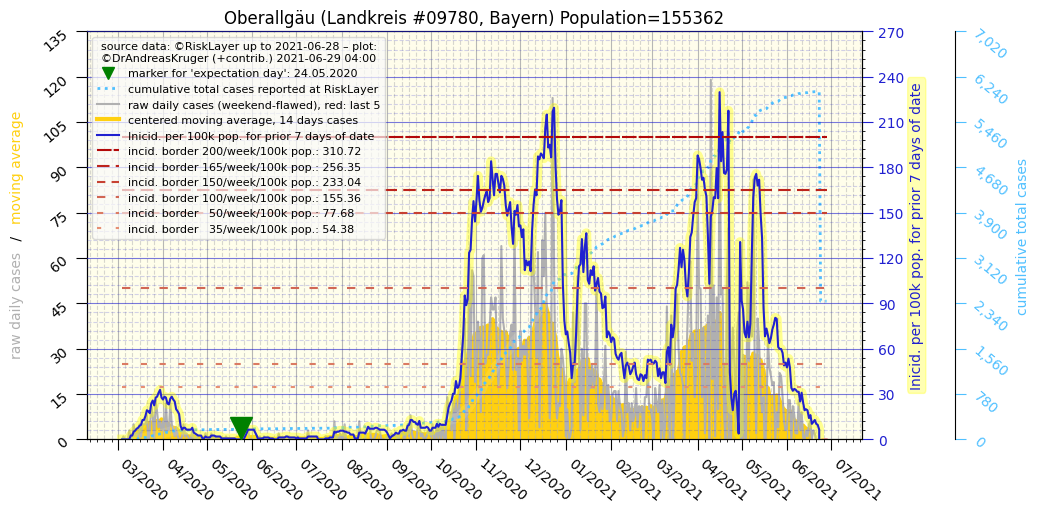 Oberallgäu (Landkreis #09780, Bayern) Population=155362
source data: ©RiskLayer up to 2021-06-28 – plot:
©DrAndreasKruger (+contrib.) 2021-06-29 04:00
marker for 'expectation day': 24.05.2020
cumulative total cases reported at RiskLayer
raw daily cases (weekend-flawed), red: last 5
centered moving average, 14 days cases
Inicid. per 100k pop. for prior 7 days of date
incid. border 200/week/100k pop.: 310.72
incid. border 165/week/100k pop.: 256.35
incid. border 150/week/100k pop.: 233.04
incid. border 100/week/100k pop.: 155.36
incid. border   50/week/100k pop.: 77.68
incid. border   35/week/100k pop.: 54.38
raw daily cases   /   moving average
135
120
105
90
75
60
45
30
15
0
270
240
210
180
150
120
90
60
30
0
Inicid. per 100k pop. for prior 7 days of date
7,020
6,240
5,460
4,680
3,900
3,120
2,340
1,560
780
0
cumulative total cases
03/2020
04/2020
05/2020
06/2020
07/2020
08/2020
09/2020
10/2020
11/2020
12/2020
01/2021
02/2021
03/2021
04/2021
05/2021
06/2021
07/2021